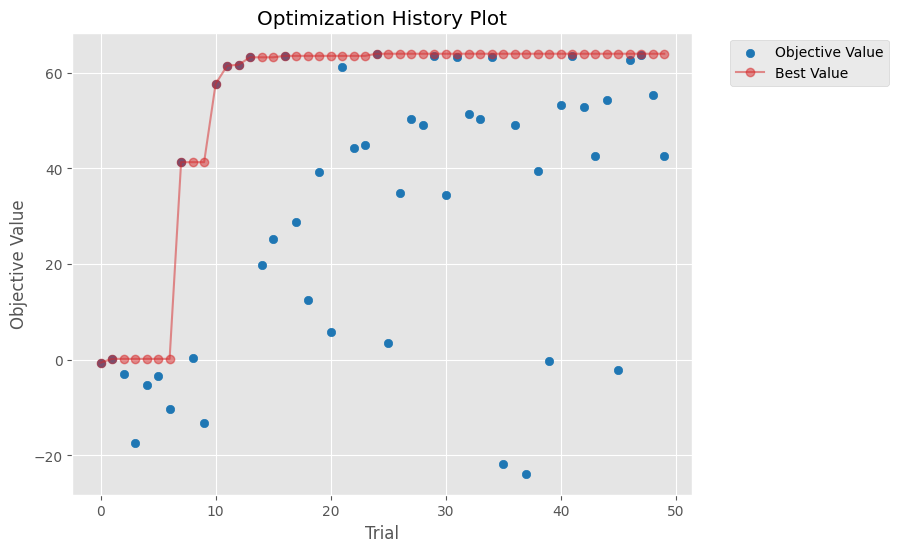 Optimization History Plot
Objective Value
Best Value
Objective Value
60
40
20
0
−20
0 10 20 30 40 50
Trial